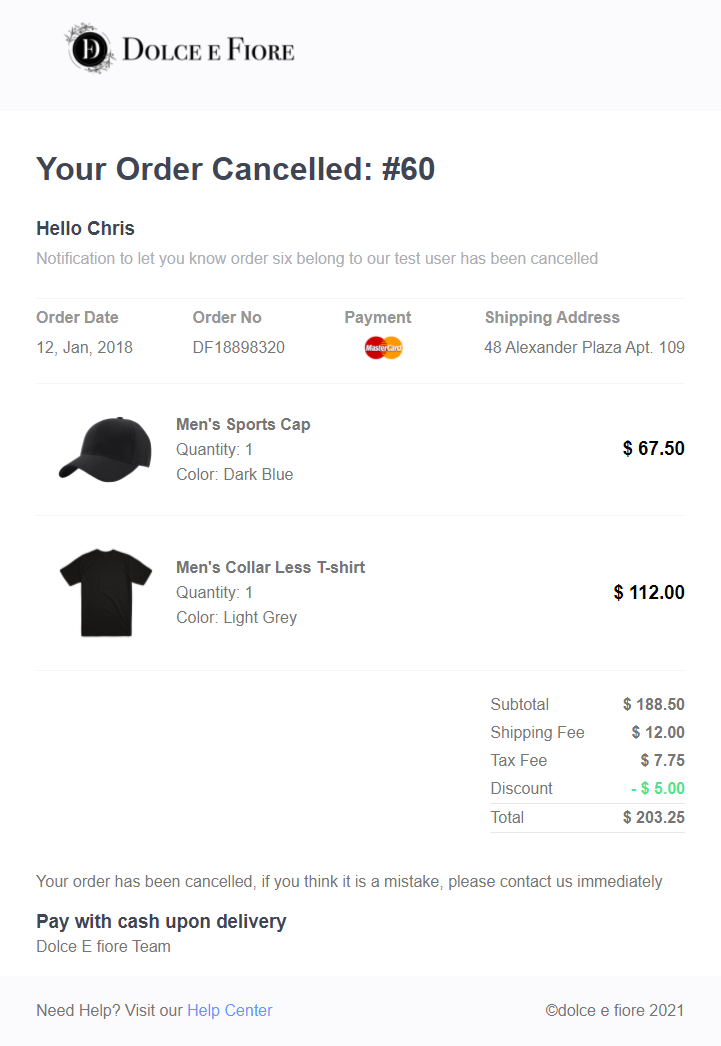 DOLCE E FIORE
Your Order Cancelled: #60
Hello Chris
Notification to let you know order six belong to our test user has been cancelled
Order Date Order No Payment Shipping Address
12, Jan, 2018 DF18898320 MasterCard 48 Alexander Plaza Apt. 109
Men's Sports Cap
Quantity: 1
$ 67.50
Color: Dark Blue
Men's Collar Less T-shirt
Quantity: 1
$ 112.00
Color: Light Grey
Subtotal $ 188.50
Shipping Fee $ 12.00
Tax Fee $ 7.75
Discount - $ 5.00
Total $ 203.25
Your order has been cancelled, if you think it is a mistake, please contact us immediately
Pay with cash upon delivery
Dolce E fiore Team
Need Help? Visit our Help Center ©dolce e fiore 2021